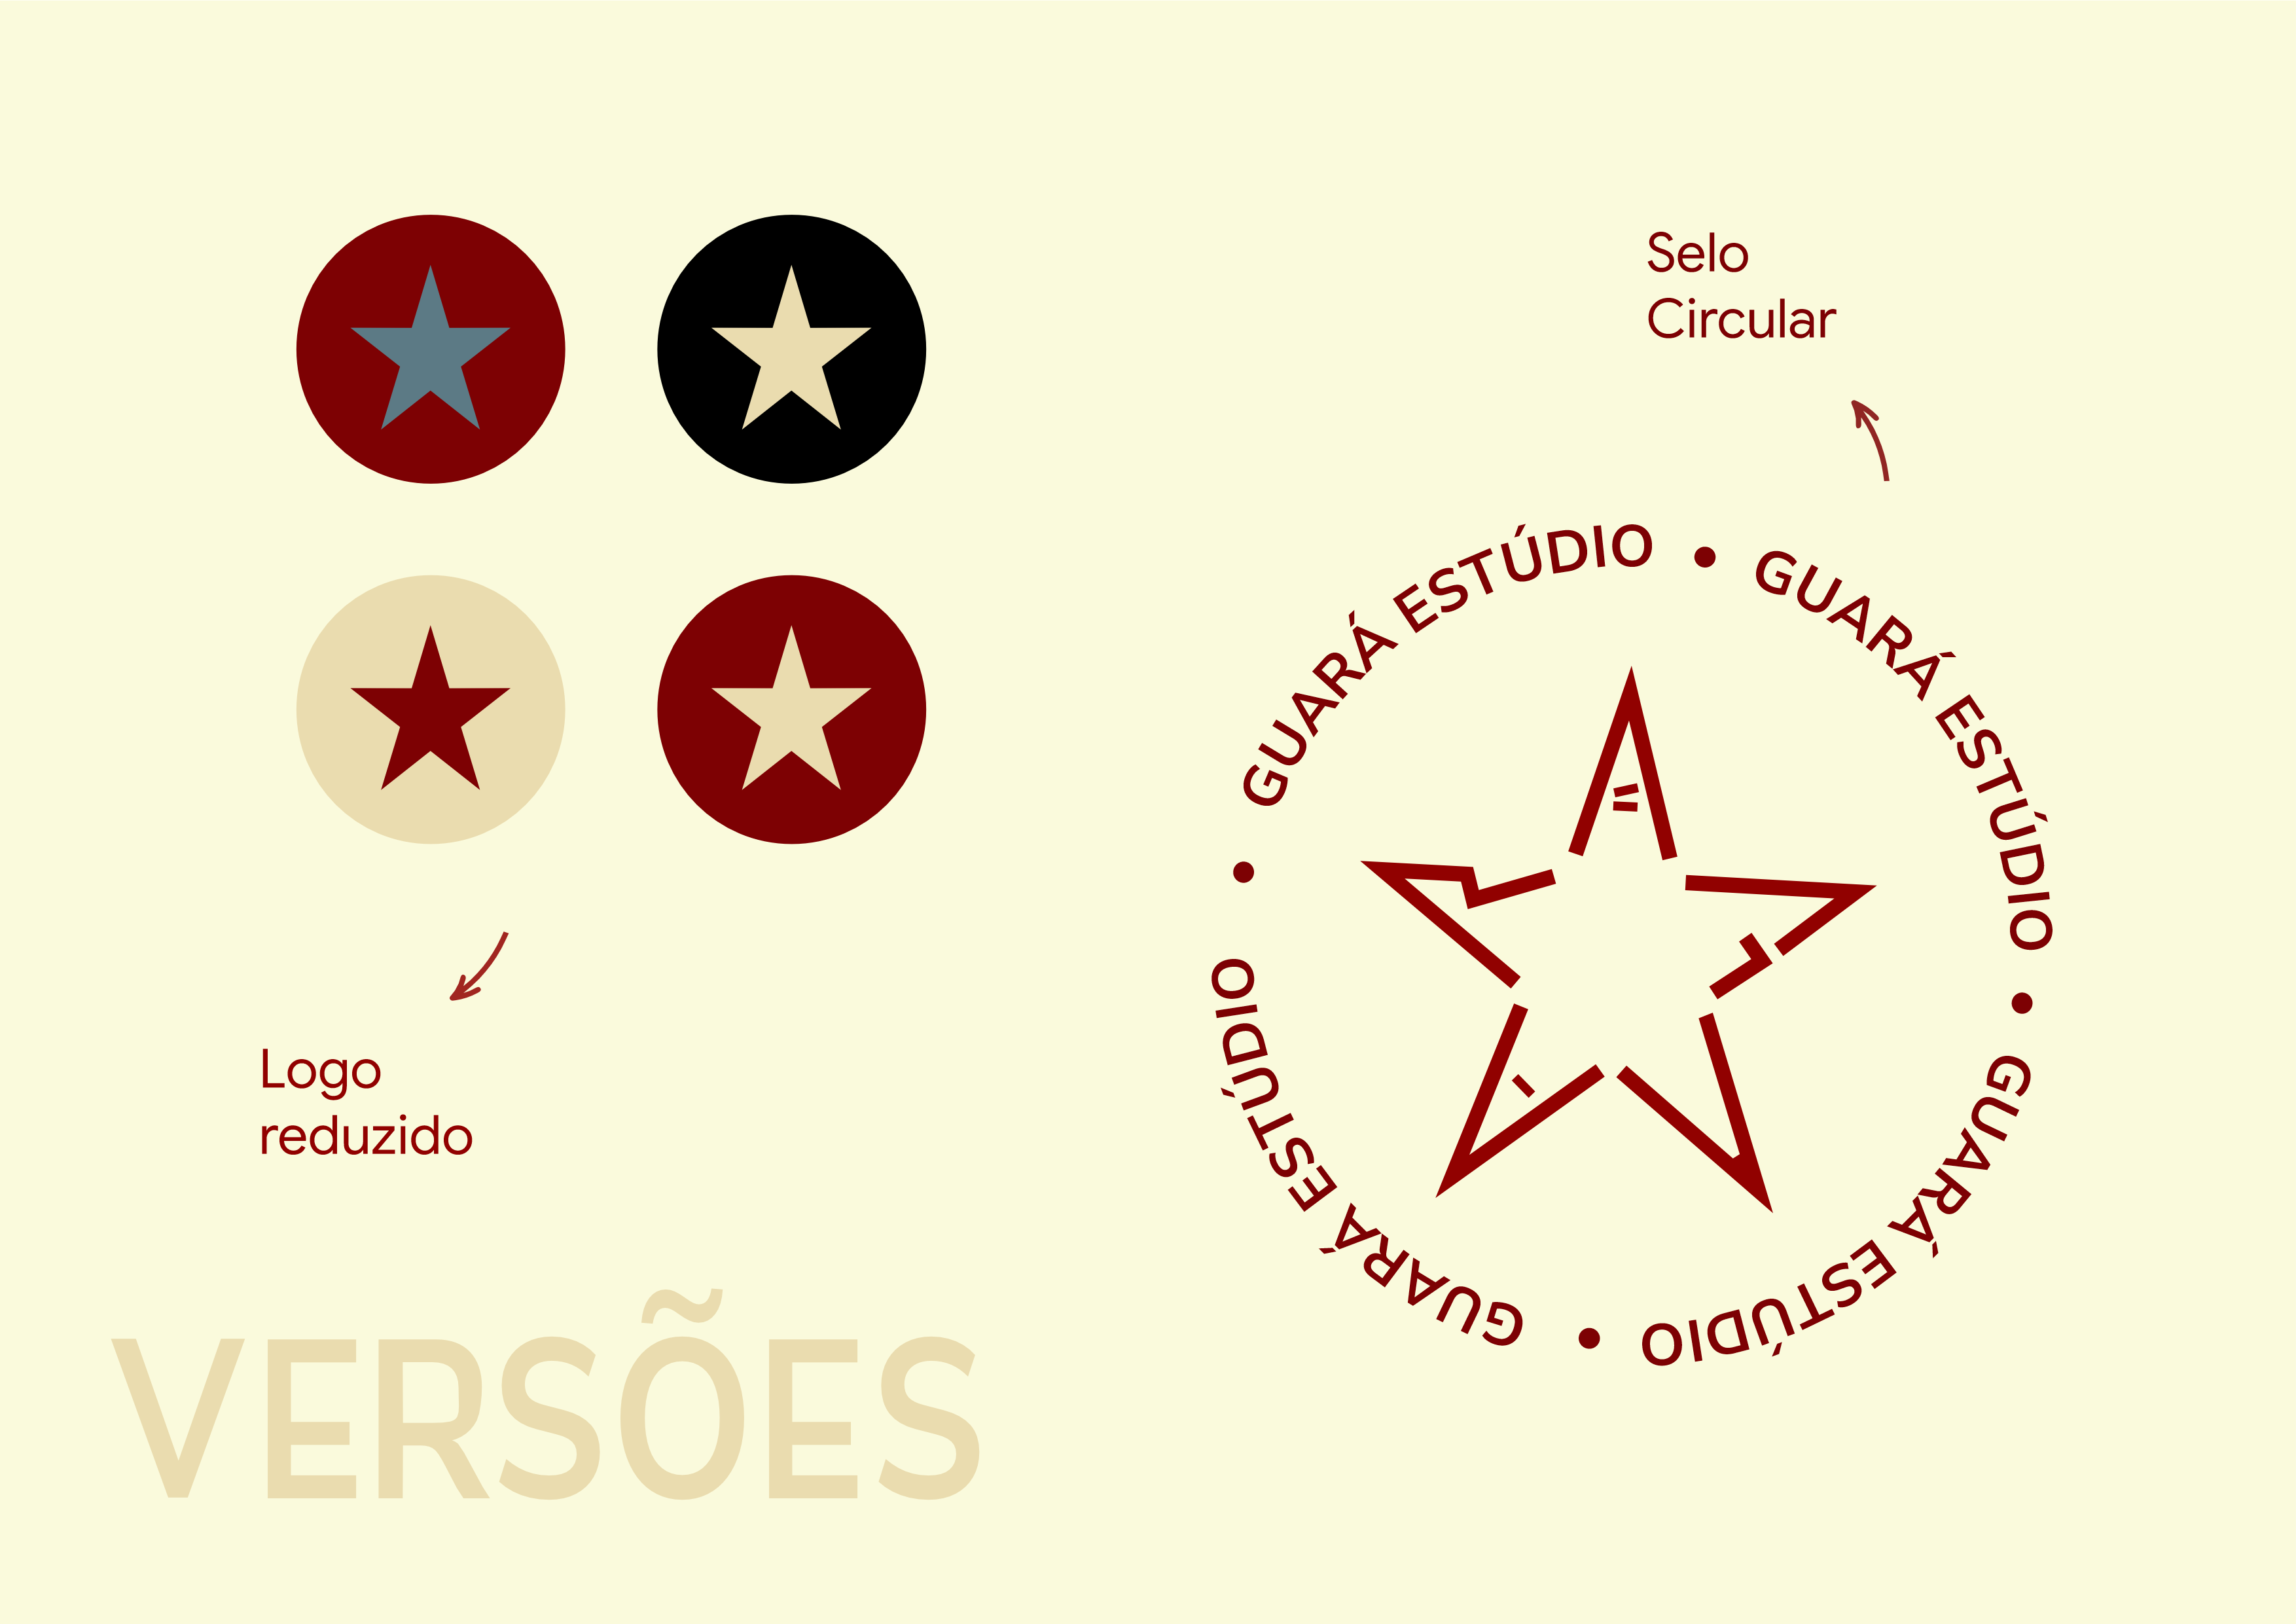 Selo
Circular
GUARÁ ESTÚDIO • GUARÁ ESTÚDIO • GUARÁ ESTÚDIO • GUARÁ ESTÚDIO •
Logo
reduzido
VERSÕES